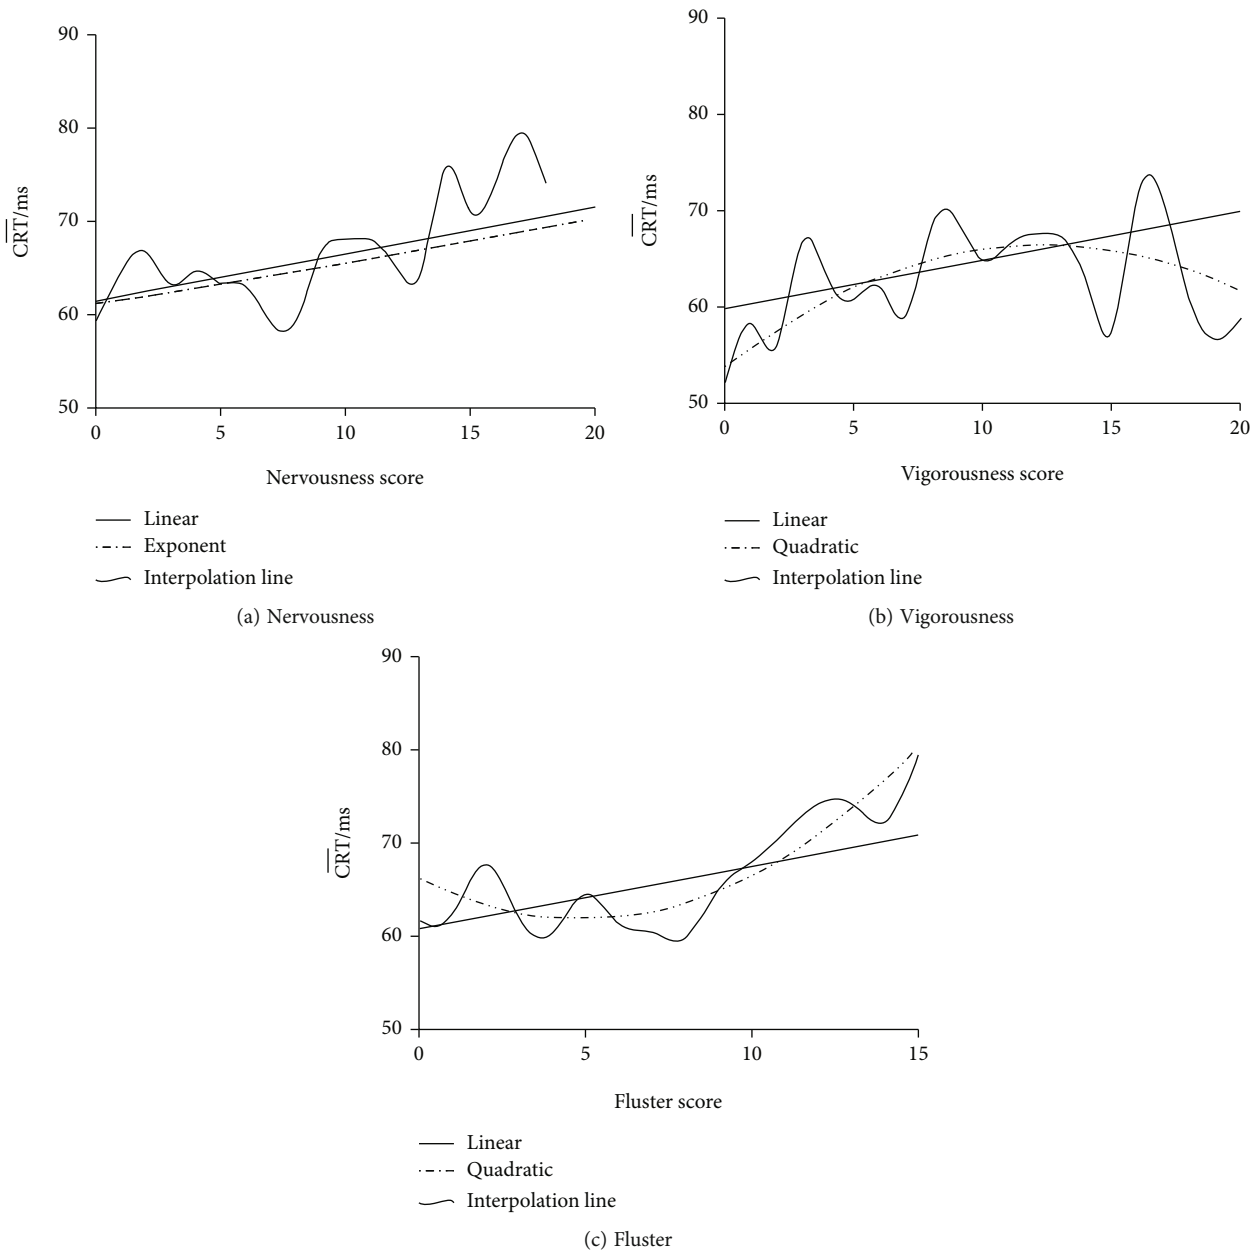 90
80
70
60
50
CRT/ms
0 5 10 15 20
Nervousness score
Linear
Exponent
Interpolation line
(a) Nervousness
90
80
70
60
50
CRT/ms
0 5 10 15 20
Vigorousness score
Linear
Quadratic
Interpolation line
(b) Vigorousness
90
80
70
60
50
CRT/ms
0 5 10 15
Fluster score
Linear
Quadratic
Interpolation line
(c) Fluster